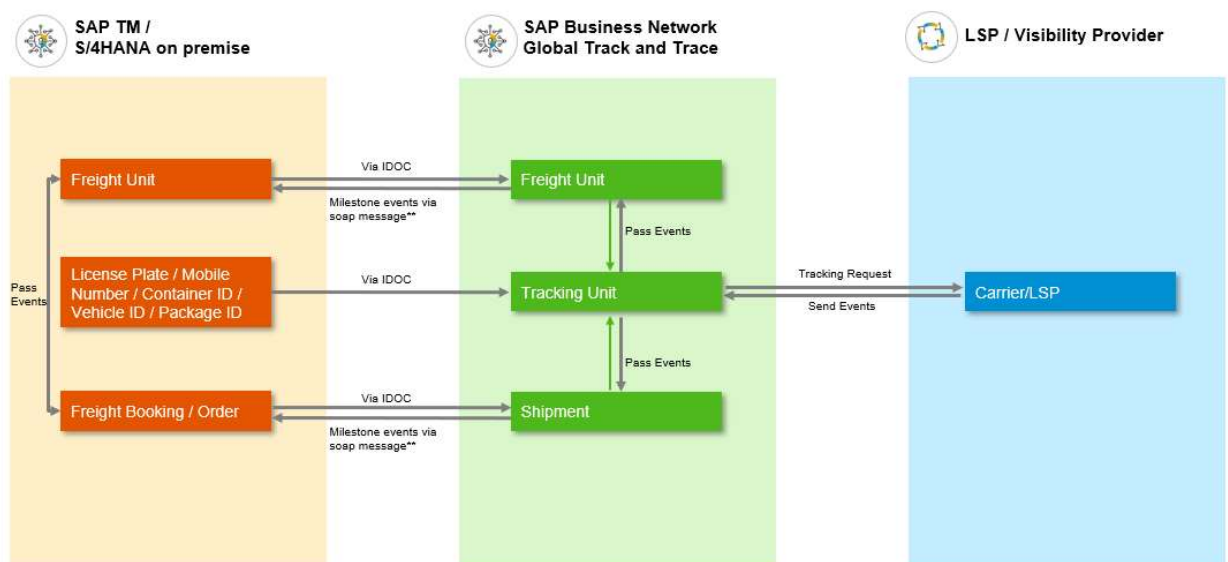 SAP TM /
S/4HANA on premise
SAP Business Network
Global Track and Trace
LSP / Visibility Provider
Freight Unit
Via IDOC
Milestone events via
soap message**
Freight Unit
Pass Events
Pass
Events
License Plate / Mobile
Number / Container ID /
Vehicle ID / Package ID
Via IDOC
Tracking Unit
Tracking Request
Send Events
Carrier/LSP
Pass Events
Freight Booking / Order
Via IDOC
Milestone events via
soap message**
Shipment